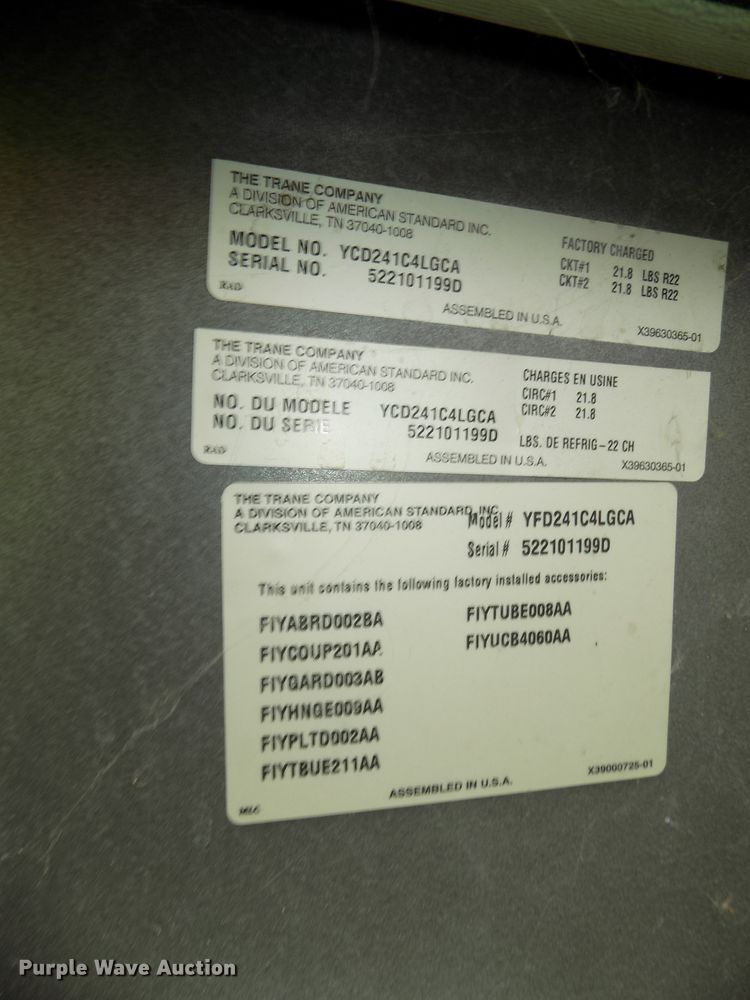 THE TRANE COMPANY
A DIVISION OF AMERICAN STANDARD INC.
CLARKSVILLE, TN 37040-1008
MODEL NO. YCD241C4LGCA
SERIAL NO. 522101199D
FACTORY CHARGED
CKT#1 21.8 LBS R22
CKT#2 21.8 LBS R22
RAD
ASSEMBLED IN U.S.A.
X39630365-01
THE TRANE COMPANY
A DIVISION OF AMERICAN STANDARD INC.
CLARKSVILLE, TN 37040-1008
NO. DU MODELE YCD241C4LGCA
NO. DU SERIE 522101199D
CHARGES EN USINE
CIRC#1 21.8
CIRC#2 21.8
LBS. DE REFRIG-22 CH
RAD
ASSEMBLED IN U.S.A.
X39630365-01
THE TRANE COMPANY
A DIVISION OF AMERICAN STANDARD INC.
CLARKSVILLE, TN 37040-1008
Model # YFD241C4LGCA
Serial # 522101199D
This unit contains the following factory installed accessories:
FIYABRD002BA FIYTUBE008AA
FIYCOUP201AA FIYUCB4060AA
FIYGARD003AB
FIYHNGE009AA
FIYPLTD002AA
FIYTBUE211AA
ASSEMBLED IN U.S.A.
X39000725-01
Purple Wave Auction